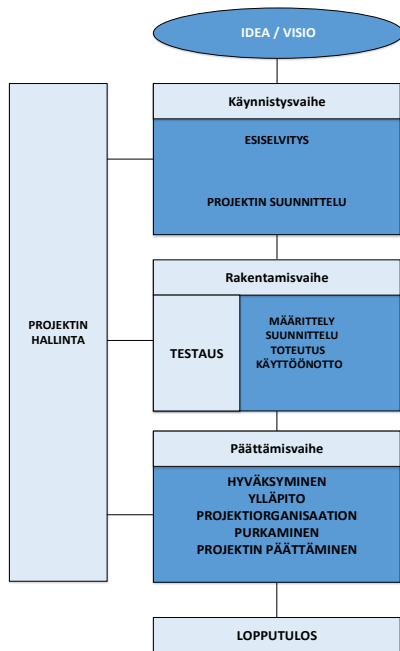 IDEA / VISIO
Käynnistysvaihe
ESISELVITYS
PROJEKTIN SUUNNITTELU
PROJEKTIN
HALLINTA
Rakentamisvaihe
TESTAUS
MÄÄRITTELY
SUUNNITTELU
TOTEUTUS
KÄYTTÖÖNOTTO
Päättämisvaihe
HYVÄKSYMINEN
YLLÄPITO
PROJEKTIORGANISAATION
PURKAMINEN
PROJEKTIN PÄÄTTÄMINEN
LOPPUTULOS